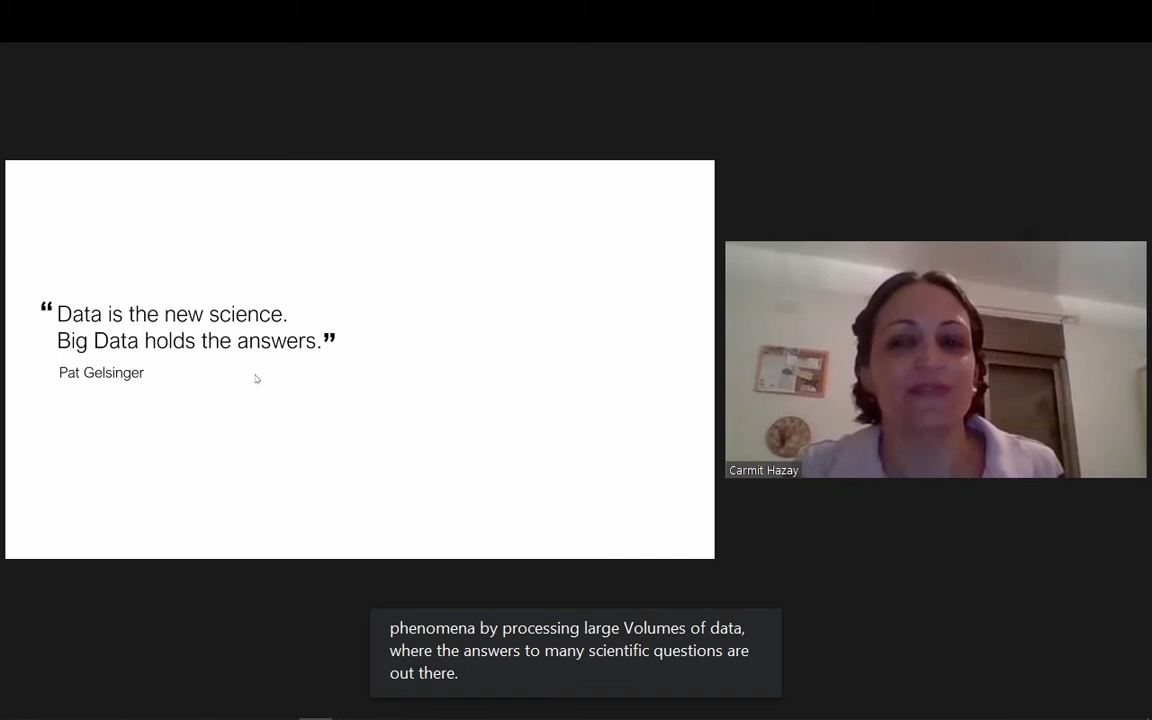 “ Data is the new science.
Big Data holds the answers.”
Pat Gelsinger
Carmit Hazay
phenomena by processing large Volumes of data,
where the answers to many scientific questions are
out there.